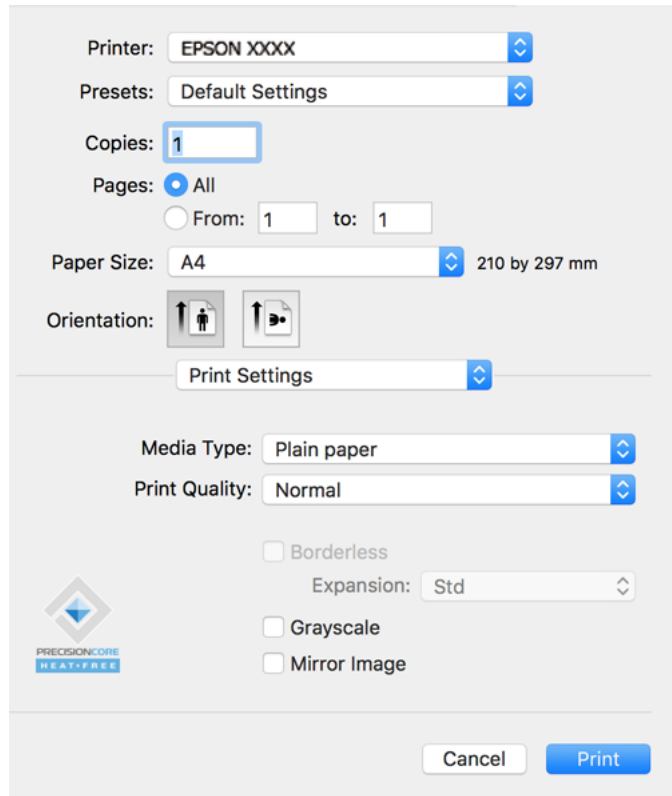 Printer: EPSON XXXX
Presets: Default Settings
Copies: 1
Pages: All
From: 1 to: 1
Paper Size: A4 210 by 297 mm
Orientation:
Print Settings
Media Type: Plain paper
Print Quality: Normal
Borderless
Expansion: Std
Grayscale
Mirror Image
PRECISIONCORE
HEAT•FREE
Cancel Print